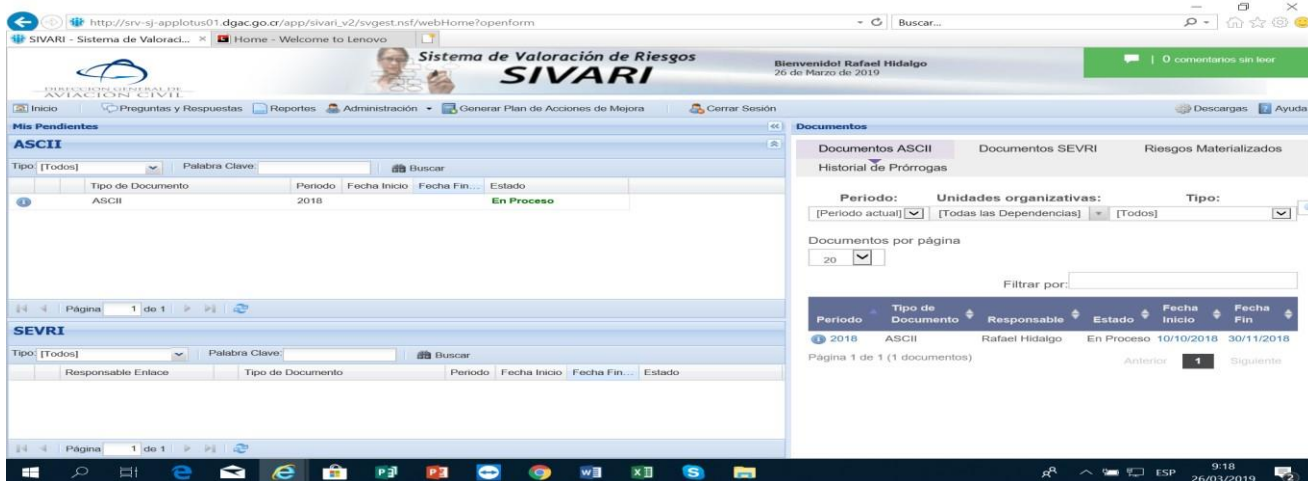 http://srv-sj-applotus01.dgac.go.cr/app/sivari_v2/svgest.nsf/webHome?openform
Buscar...
SIVARI - Sistema de Valoraci...
Home - Welcome to Lenovo
DIRECCION GENERAL DE
AVIACION CIVIL
Sistema de Valoración de Riesgos
SIVARI
Bienvenido! Rafael Hidalgo
26 de Marzo de 2019
| 0 comentarios sin leer
Inicio Preguntas y Respuestas Reportes Administración Generar Plan de Acciones de Mejora Cerrar Sesión Descargas Ayuda
Mis Pendientes
ASCII
Tipo: [Todos] Palabra Clave: Buscar
Tipo de Documento Periodo Fecha Inicio Fecha Fin... Estado
ASCII 2018 En Proceso
Página 1 de 1
SEVRI
Tipo: [Todos] Palabra Clave: Buscar
Responsable Enlace Tipo de Documento Periodo Fecha Inicio Fecha Fin... Estado
Página 1 de 1
Documentos
Documentos ASCII Documentos SEVRI Riesgos Materializados
Historial de Prórrogas
Periodo: Unidades organizativas: Tipo:
[Periodo actual] [Todas las Dependencias] [Todos]
Documentos por página
20
Filtrar por:
Periodo Tipo de Documento Responsable Estado Fecha Inicio Fecha Fin
2018 ASCII Rafael Hidalgo En Proceso 10/10/2018 30/11/2018
Página 1 de 1 (1 documentos)
Anterior 1 Siguiente
ESP
9:18
26/03/2019
2